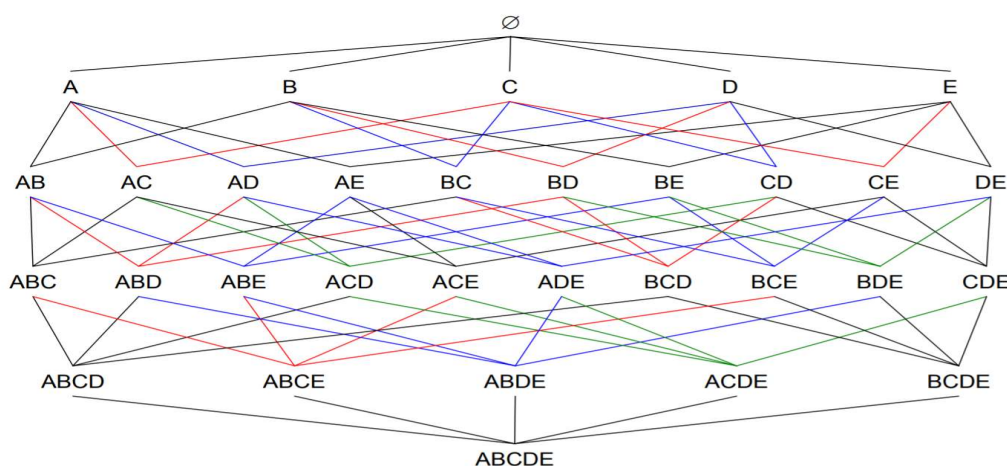 ∅
A B C D E
AB AC AD AE BC BD BE CD CE DE
ABC ABD ABE ACD ACE ADE BCD BCE BDE CDE
ABCD ABCE ABDE ACDE BCDE
ABCDE